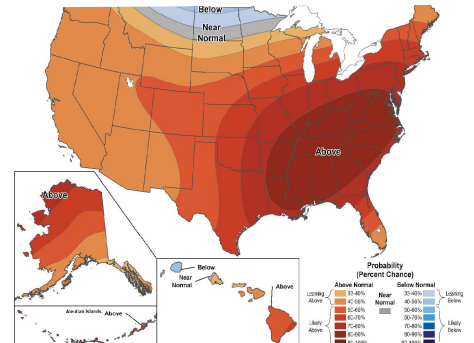 Below
Near
Normal
Above
Above
Aleutian Islands
Above
Below
Near
Normal
Above
Probability
(Percent Chance)
Above Normal
Below Normal
Leaning
Above
33-40%
40-50%
50-60%
60-70%
70-80%
80-90%
Likely
Above
Near
Normal
33-40%
40-50%
50-60%
60-70%
70-80%
80-90%
Leaning
Below
Likely
Below